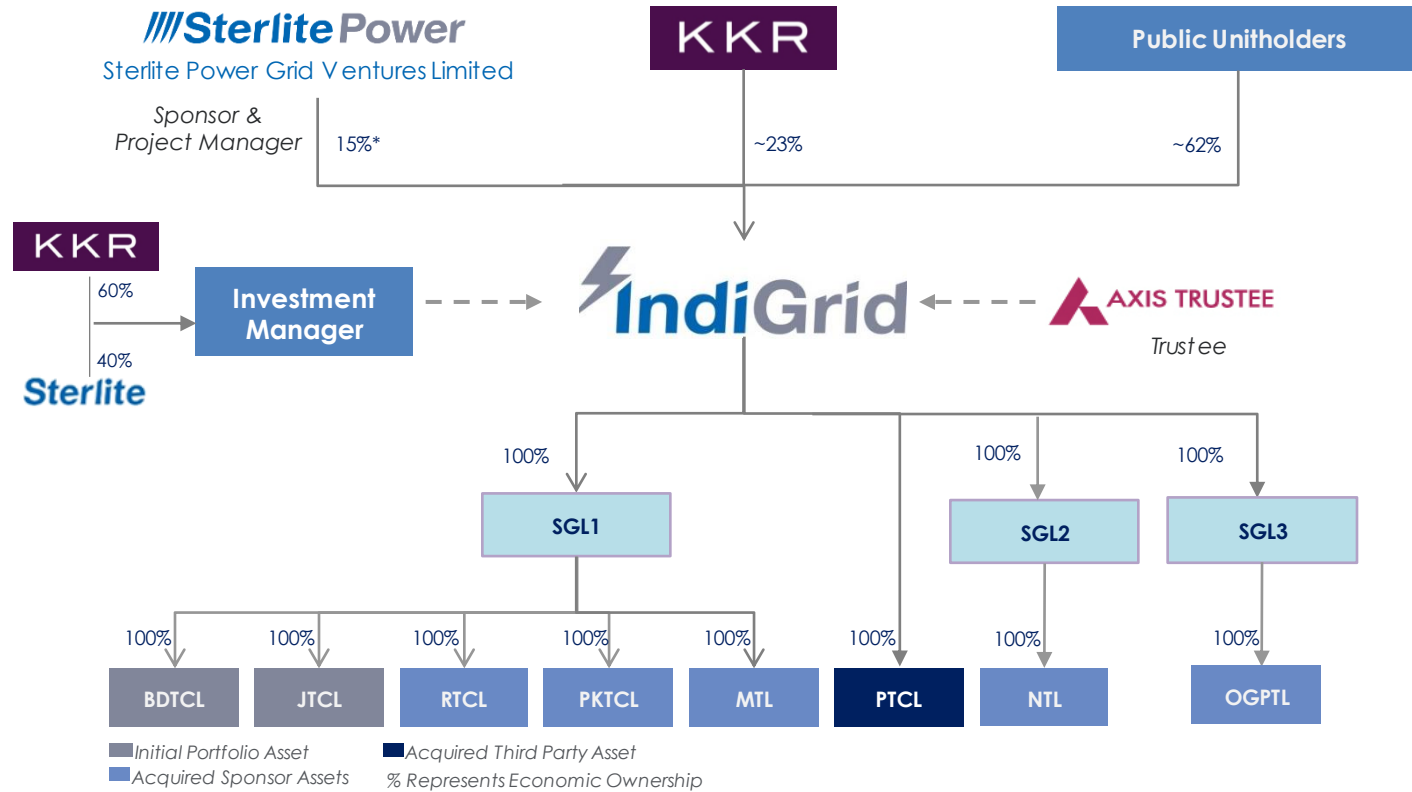 Sterlite Power
KKR
Public Unitholders
Sterlite Power Grid Ventures Limited
Sponsor &
Project Manager
15%*
~23%
~62%
KKR
60%
Investment
Manager
40%
Sterlite
IndiGrid
AXIS TRUSTEE
Trustee
100%
100%
100%
SGL1
SGL2
SGL3
100%
100%
100%
100%
100%
100%
100%
100%
BDTCL
JTCL
RTCL
PKTCL
MTL
PTCL
NTL
OGPTL
Initial Portfolio Asset
Acquired Third Party Asset
Acquired Sponsor Assets
% Represents Economic Ownership